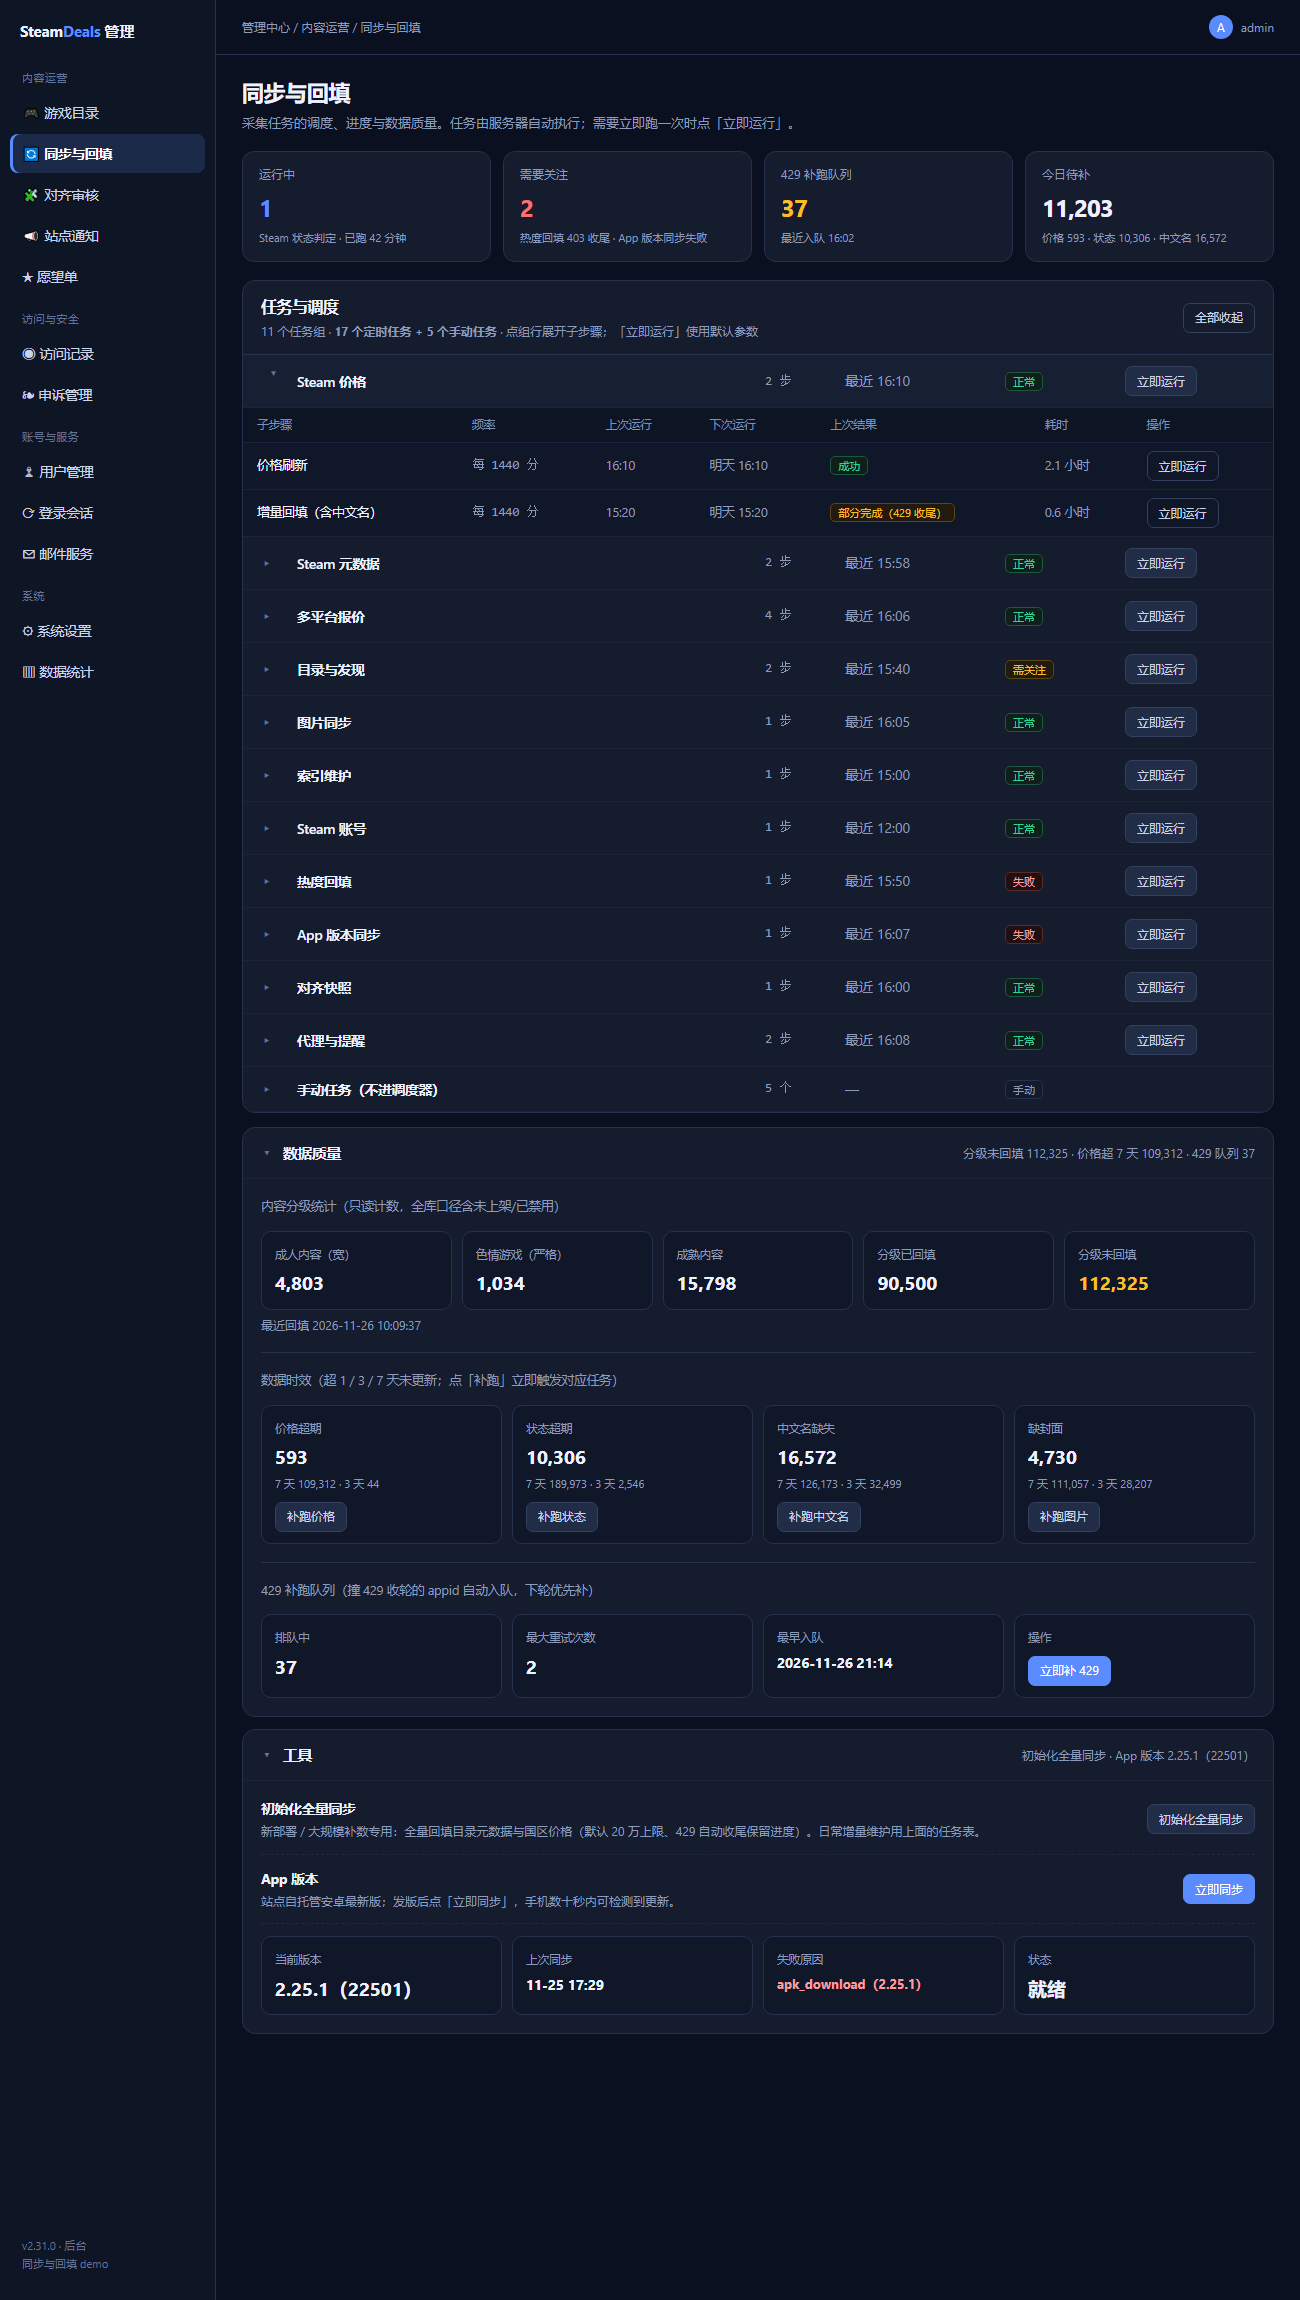 SteamDeals 管理
管理中心 / 内容运营 / 同步与回填
A admin
内容运营
🎮 游戏目录
🔄 同步与回填
🧩 对齐审核
📢 站点通知
★ 愿望单
访问与安全
◉ 访问记录
❧ 申诉管理
账号与服务
♟ 用户管理
⟳ 登录会话
✉ 邮件服务
系统
⚙ 系统设置
▥ 数据统计
v2.31.0 · 后台
同步与回填 demo
同步与回填
采集任务的调度、进度与数据质量。任务由服务器自动执行；需要立即跑一次时点「立即运行」。
运行中
1
Steam 状态判定 · 已跑 42 分钟
需要关注
2
热度回填 403 收尾 · App 版本同步失败
429 补跑队列
37
最近入队 16:02
今日待补
11,203
价格 593 · 状态 10,306 · 中文名 16,572
任务与调度
11 个任务组 · 17 个定时任务 + 5 个手动任务 · 点组行展开子步骤；「立即运行」使用默认参数
全部收起
▾ Steam 价格 2 步 最近 16:10 正常 立即运行
子步骤 频率 上次运行 下次运行 上次结果 耗时 操作
价格刷新 每 1440 分 16:10 明天 16:10 成功 2.1 小时 立即运行
增量回填（含中文名） 每 1440 分 15:20 明天 15:20 部分完成（429 收尾） 0.6 小时 立即运行
▸ Steam 元数据 2 步 最近 15:58 正常 立即运行
▸ 多平台报价 4 步 最近 16:06 正常 立即运行
▸ 目录与发现 2 步 最近 15:40 需关注 立即运行
▸ 图片同步 1 步 最近 16:05 正常 立即运行
▸ 索引维护 1 步 最近 15:00 正常 立即运行
▸ Steam 账号 1 步 最近 12:00 正常 立即运行
▸ 热度回填 1 步 最近 15:50 失败 立即运行
▸ App 版本同步 1 步 最近 16:07 失败 立即运行
▸ 对齐快照 1 步 最近 16:00 正常 立即运行
▸ 代理与提醒 2 步 最近 16:08 正常 立即运行
▸ 手动任务（不进调度器） 5 个 — 手动
▾ 数据质量
分级未回填 112,325 · 价格超 7 天 109,312 · 429 队列 37
内容分级统计（只读计数，全库口径含未上架/已禁用）
成人内容（宽）
4,803
色情游戏（严格）
1,034
成熟内容
15,798
分级已回填
90,500
分级未回填
112,325
最近回填 2026-11-26 10:09:37
数据时效（超 1 / 3 / 7 天未更新；点「补跑」立即触发对应任务）
价格超期
593
7 天 109,312 · 3 天 44
补跑价格
状态超期
10,306
7 天 189,973 · 3 天 2,546
补跑状态
中文名缺失
16,572
7 天 126,173 · 3 天 32,499
补跑中文名
缺封面
4,730
7 天 111,057 · 3 天 28,207
补跑图片
429 补跑队列（撞 429 收轮的 appid 自动入队，下轮优先补）
排队中
37
最大重试次数
2
最早入队
2026-11-26 21:14
操作
立即补 429
▾ 工具
初始化全量同步 · App 版本 2.25.1（22501）
初始化全量同步
新部署 / 大规模补数专用：全量回填目录元数据与国区价格（默认 20 万上限、429 自动收尾保留进度）。日常增量维护用上面的任务表。
初始化全量同步
App 版本
站点自托管安卓最新版；发版后点「立即同步」，手机数十秒内可检测到更新。
立即同步
当前版本
2.25.1（22501）
上次同步
11-25 17:29
失败原因
apk_download（2.25.1）
状态
就绪